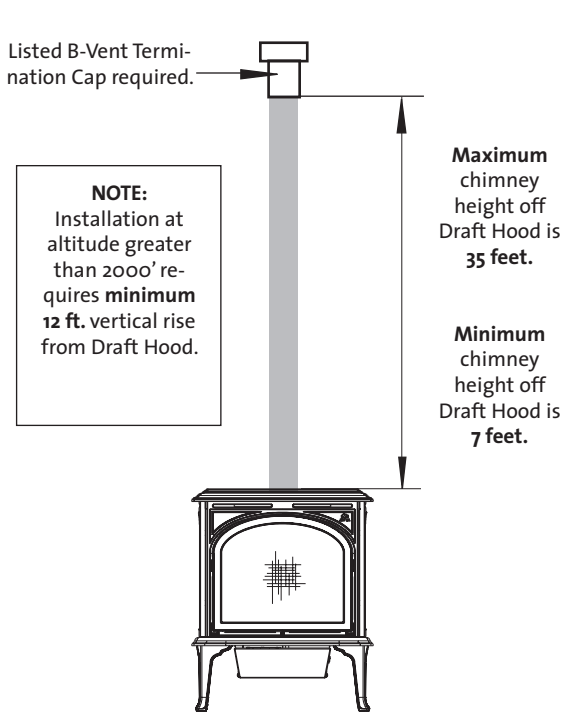 Listed B-Vent Termi-
nation Cap required.
NOTE:
Installation at
altitude greater
than 2000’ re-
quires minimum
12 ft. vertical rise
from Draft Hood.
Maximum
chimney
height off
Draft Hood is
35 feet.
Minimum
chimney
height off
Draft Hood is
7 feet.